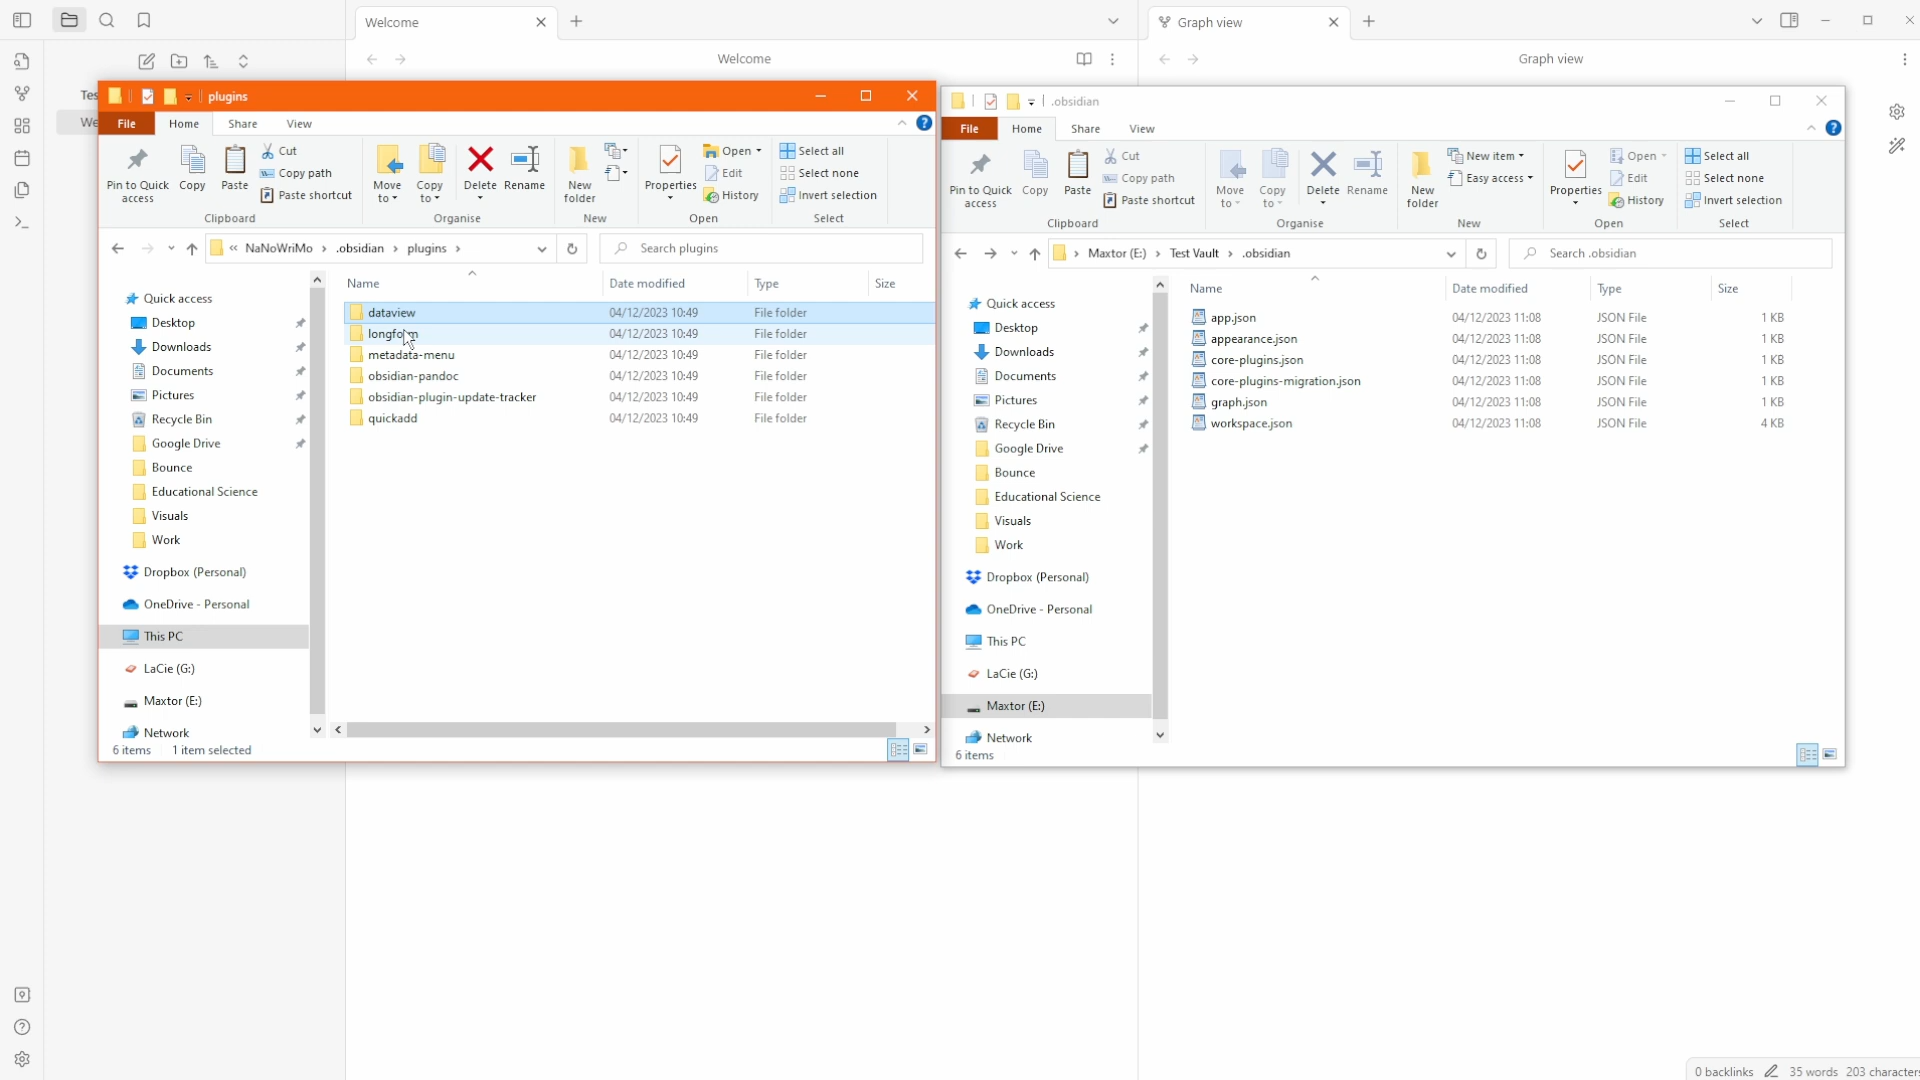 Welcome
Graph view
Welcome
Graph view
Tes
We
plugins
File
Home
Share
View
Pin to Quick access
Copy
Paste
Cut
Copy path
Paste shortcut
Clipboard
Move to
Copy to
Delete
Rename
Organise
New folder
New
Properties
Open
Edit
History
Open
Select all
Select none
Invert selection
Select
« NaNoWriMo › .obsidian › plugins ›
Search plugins
Name
Date modified
Type
Size
Quick access
Desktop
Downloads
Documents
Pictures
Recycle Bin
Google Drive
Bounce
Educational Science
Visuals
Work
Dropbox (Personal)
OneDrive - Personal
This PC
LaCie (G:)
Maxtor (E:)
Network
dataview 04/12/2023 10:49 File folder
longform 04/12/2023 10:49 File folder
metadata-menu 04/12/2023 10:49 File folder
obsidian-pandoc 04/12/2023 10:49 File folder
obsidian-plugin-update-tracker 04/12/2023 10:49 File folder
quickadd 04/12/2023 10:49 File folder
6 items 1 item selected
.obsidian
File
Home
Share
View
Pin to Quick access
Copy
Paste
Cut
Copy path
Paste shortcut
Clipboard
Move to
Copy to
Delete
Rename
Organise
New folder
New item
Easy access
New
Properties
Open
Edit
History
Open
Select all
Select none
Invert selection
Select
› Maxtor (E:) › Test Vault › .obsidian
Search .obsidian
Name
Date modified
Type
Size
Quick access
Desktop
Downloads
Documents
Pictures
Recycle Bin
Google Drive
Bounce
Educational Science
Visuals
Work
Dropbox (Personal)
OneDrive - Personal
This PC
LaCie (G:)
Maxtor (E:)
Network
app.json 04/12/2023 11:08 JSON File 1 KB
appearance.json 04/12/2023 11:08 JSON File 1 KB
core-plugins.json 04/12/2023 11:08 JSON File 1 KB
core-plugins-migration.json 04/12/2023 11:08 JSON File 1 KB
graph.json 04/12/2023 11:08 JSON File 1 KB
workspace.json 04/12/2023 11:08 JSON File 4 KB
6 items
0 backlinks 35 words 203 characters